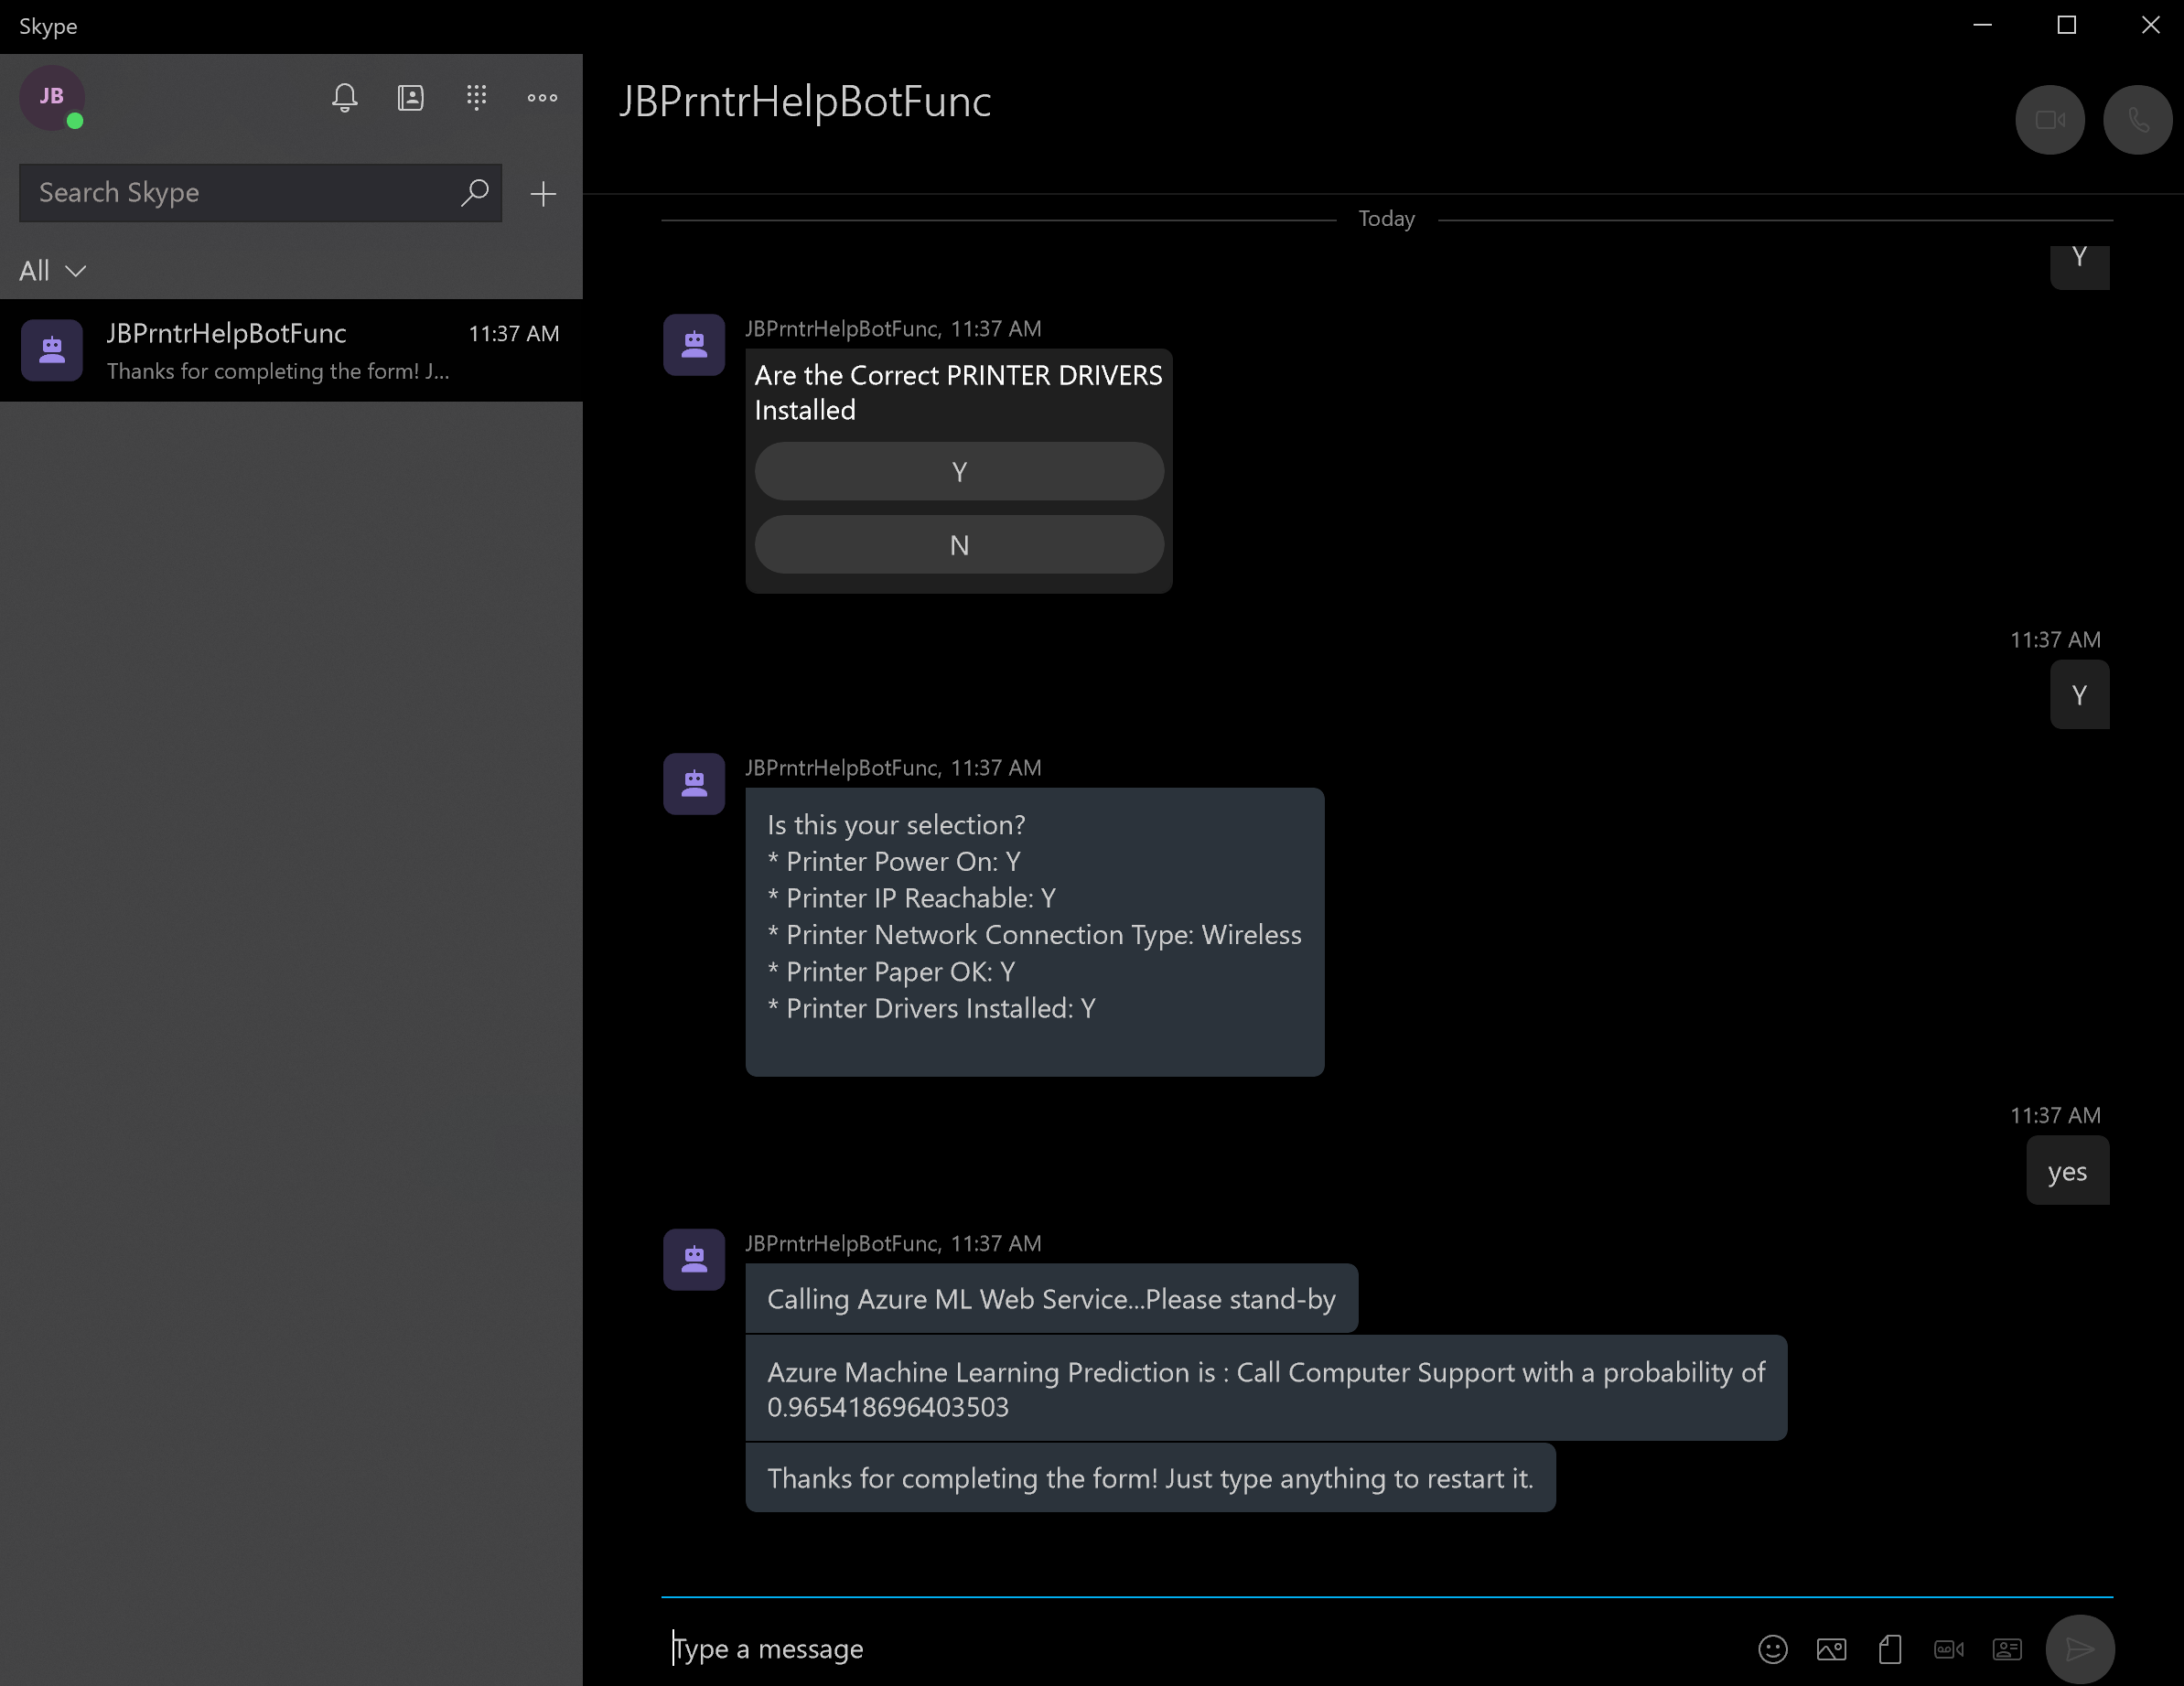 Skype
JB
Search Skype
All
JBPrntrHelpBotFunc 11:37 AM
Thanks for completing the form! J...
JBPrntrHelpBotFunc
Today
Y
JBPrntrHelpBotFunc, 11:37 AM
Are the Correct PRINTER DRIVERS
Installed
Y
N
11:37 AM
Y
JBPrntrHelpBotFunc, 11:37 AM
Is this your selection?
* Printer Power On: Y
* Printer IP Reachable: Y
* Printer Network Connection Type: Wireless
* Printer Paper OK: Y
* Printer Drivers Installed: Y
11:37 AM
yes
JBPrntrHelpBotFunc, 11:37 AM
Calling Azure ML Web Service...Please stand-by
Azure Machine Learning Prediction is : Call Computer Support with a probability of
0.965418696403503
Thanks for completing the form! Just type anything to restart it.
Type a message